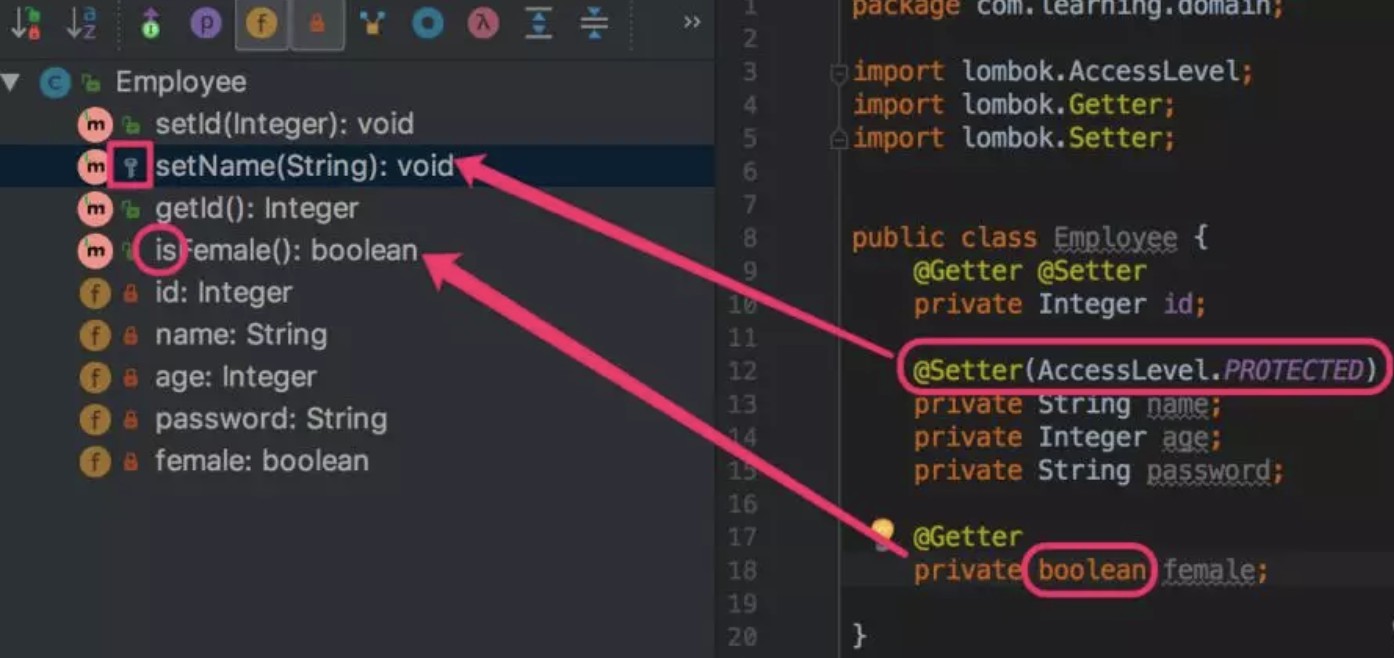 Employee
setId(Integer): void
setName(String): void
getId(): Integer
isFemale(): boolean
id: Integer
name: String
age: Integer
password: String
female: boolean
1 package com.learning.domain;
2
3 import lombok.AccessLevel;
4 import lombok.Getter;
5 import lombok.Setter;
6
7
8 public class Employee {
9 @Getter @Setter
10 private Integer id;
11
12 @Setter(AccessLevel.PROTECTED)
13 private String name;
14 private Integer age;
15 private String password;
16
17 @Getter
18 private boolean female;
19
20 }